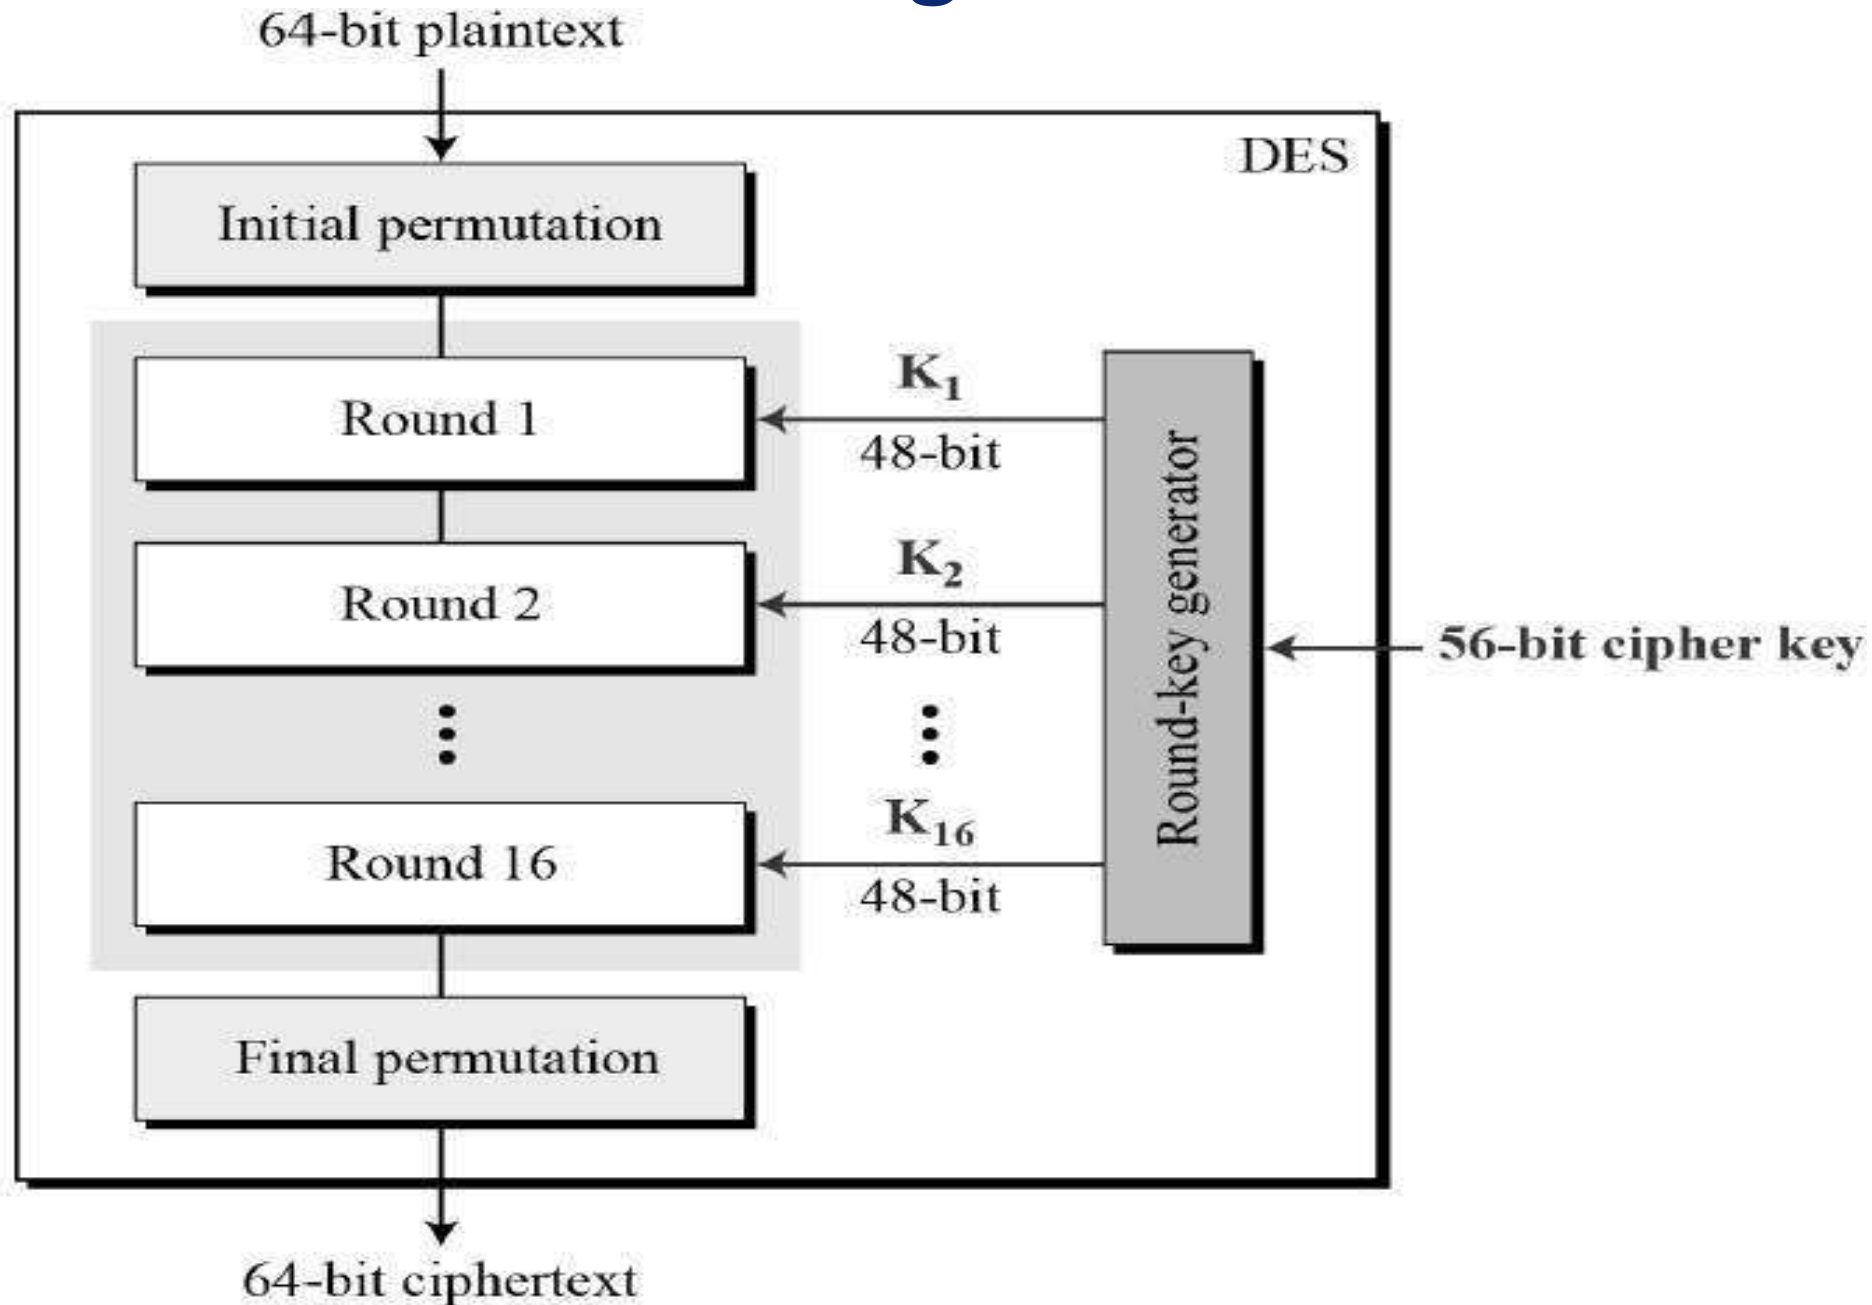 64-bit plaintext
DES
Initial permutation
Round 1
K1
48-bit
Round 2
K2
48-bit
Round-key generator
56-bit cipher key
Round 16
K16
48-bit
Final permutation
64-bit ciphertext